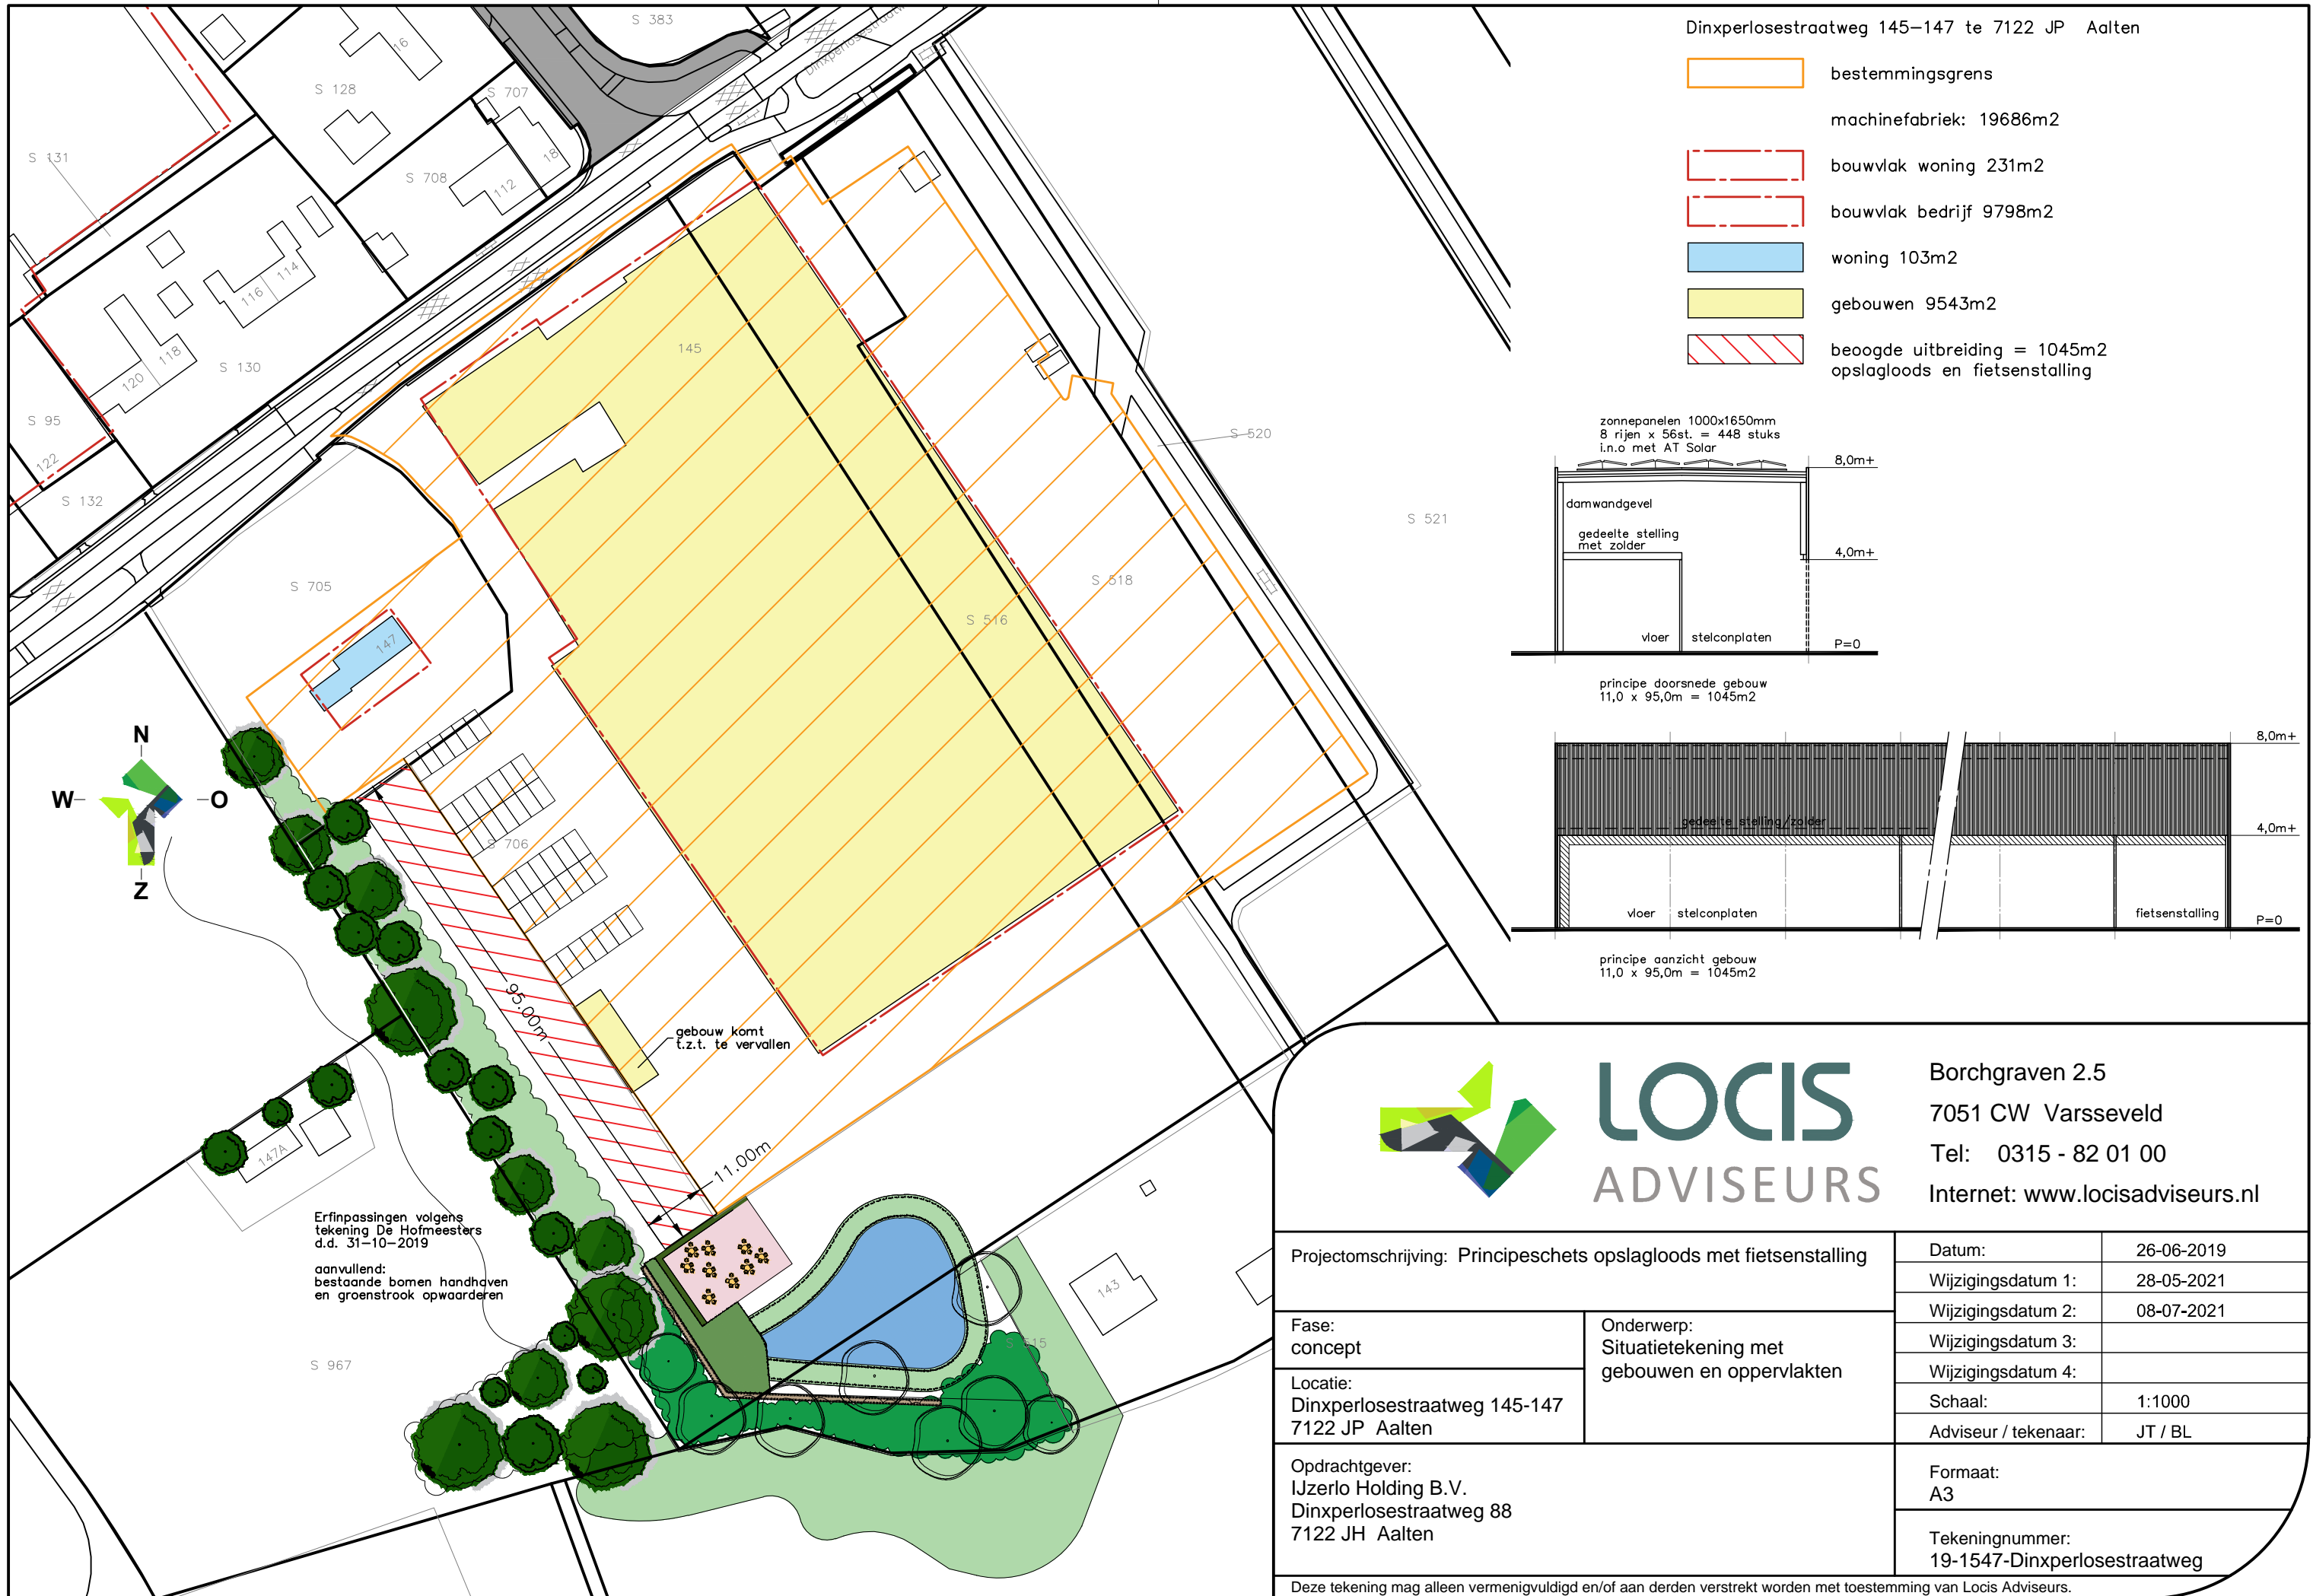 Dinxperlosestraatweg 145-147 te 7122 JP Aalten
bestemmingsgrens
machinefabriek: 19686m2
bouwvlak woning 231m2
bouwvlak bedrijf 9798m2
woning 103m2
gebouwen 9543m2
beoogde uitbreiding = 1045m2
opslagloods en fietsenstalling
zonnepanelen 1000x1650mm
8 rijen x 56st. = 448 stuks
i.n.o met AT Solar
8,0m+
damwandgevel
gedeelte stelling
met zolder
4,0m+
vloer stelconplaten
P=0
principe doorsnede gebouw
11,0 x 95,0m = 1045m2
8,0m+
gedeelte stelling/zolder
4,0m+
vloer stelconplaten
fietsenstalling
P=0
principe aanzicht gebouw
11,0 x 95,0m = 1045m2
S 383
16
S 128
S 707
S 131
18
S 708
112
114
116
118
120
S 130
S 95
122
S 132
145
S 520
S 521
S 705
S 518
S 516
147
N
W
O
Z
S 706
95.00m
gebouw komt
t.z.t. te vervallen
11.00m
147A
Erfinpassingen volgens
tekening De Hofmeesters
d.d. 31-10-2019
aanvullend:
bestaande bomen handhaven
en groenstrook opwaarderen
143
S 515
S 967
LOCIS
ADVISEURS
Borchgraven 2.5
7051 CW Varsseveld
Tel: 0315 - 82 01 00
Internet: www.locisadviseurs.nl
Projectomschrijving: Principeschets opslagloods met fietsenstalling
Fase:
concept
Onderwerp:
Situatietekening met
gebouwen en oppervlakten
Locatie:
Dinxperlosestraatweg 145-147
7122 JP Aalten
Datum: 26-06-2019
Wijzigingsdatum 1: 28-05-2021
Wijzigingsdatum 2: 08-07-2021
Wijzigingsdatum 3:
Wijzigingsdatum 4:
Schaal: 1:1000
Adviseur / tekenaar: JT / BL
Opdrachtgever:
IJzerlo Holding B.V.
Dinxperlosestraatweg 88
7122 JH Aalten
Formaat:
A3
Tekeningnummer:
19-1547-Dinxperlosestraatweg
Deze tekening mag alleen vermenigvuldigd en/of aan derden verstrekt worden met toestemming van Locis Adviseurs.